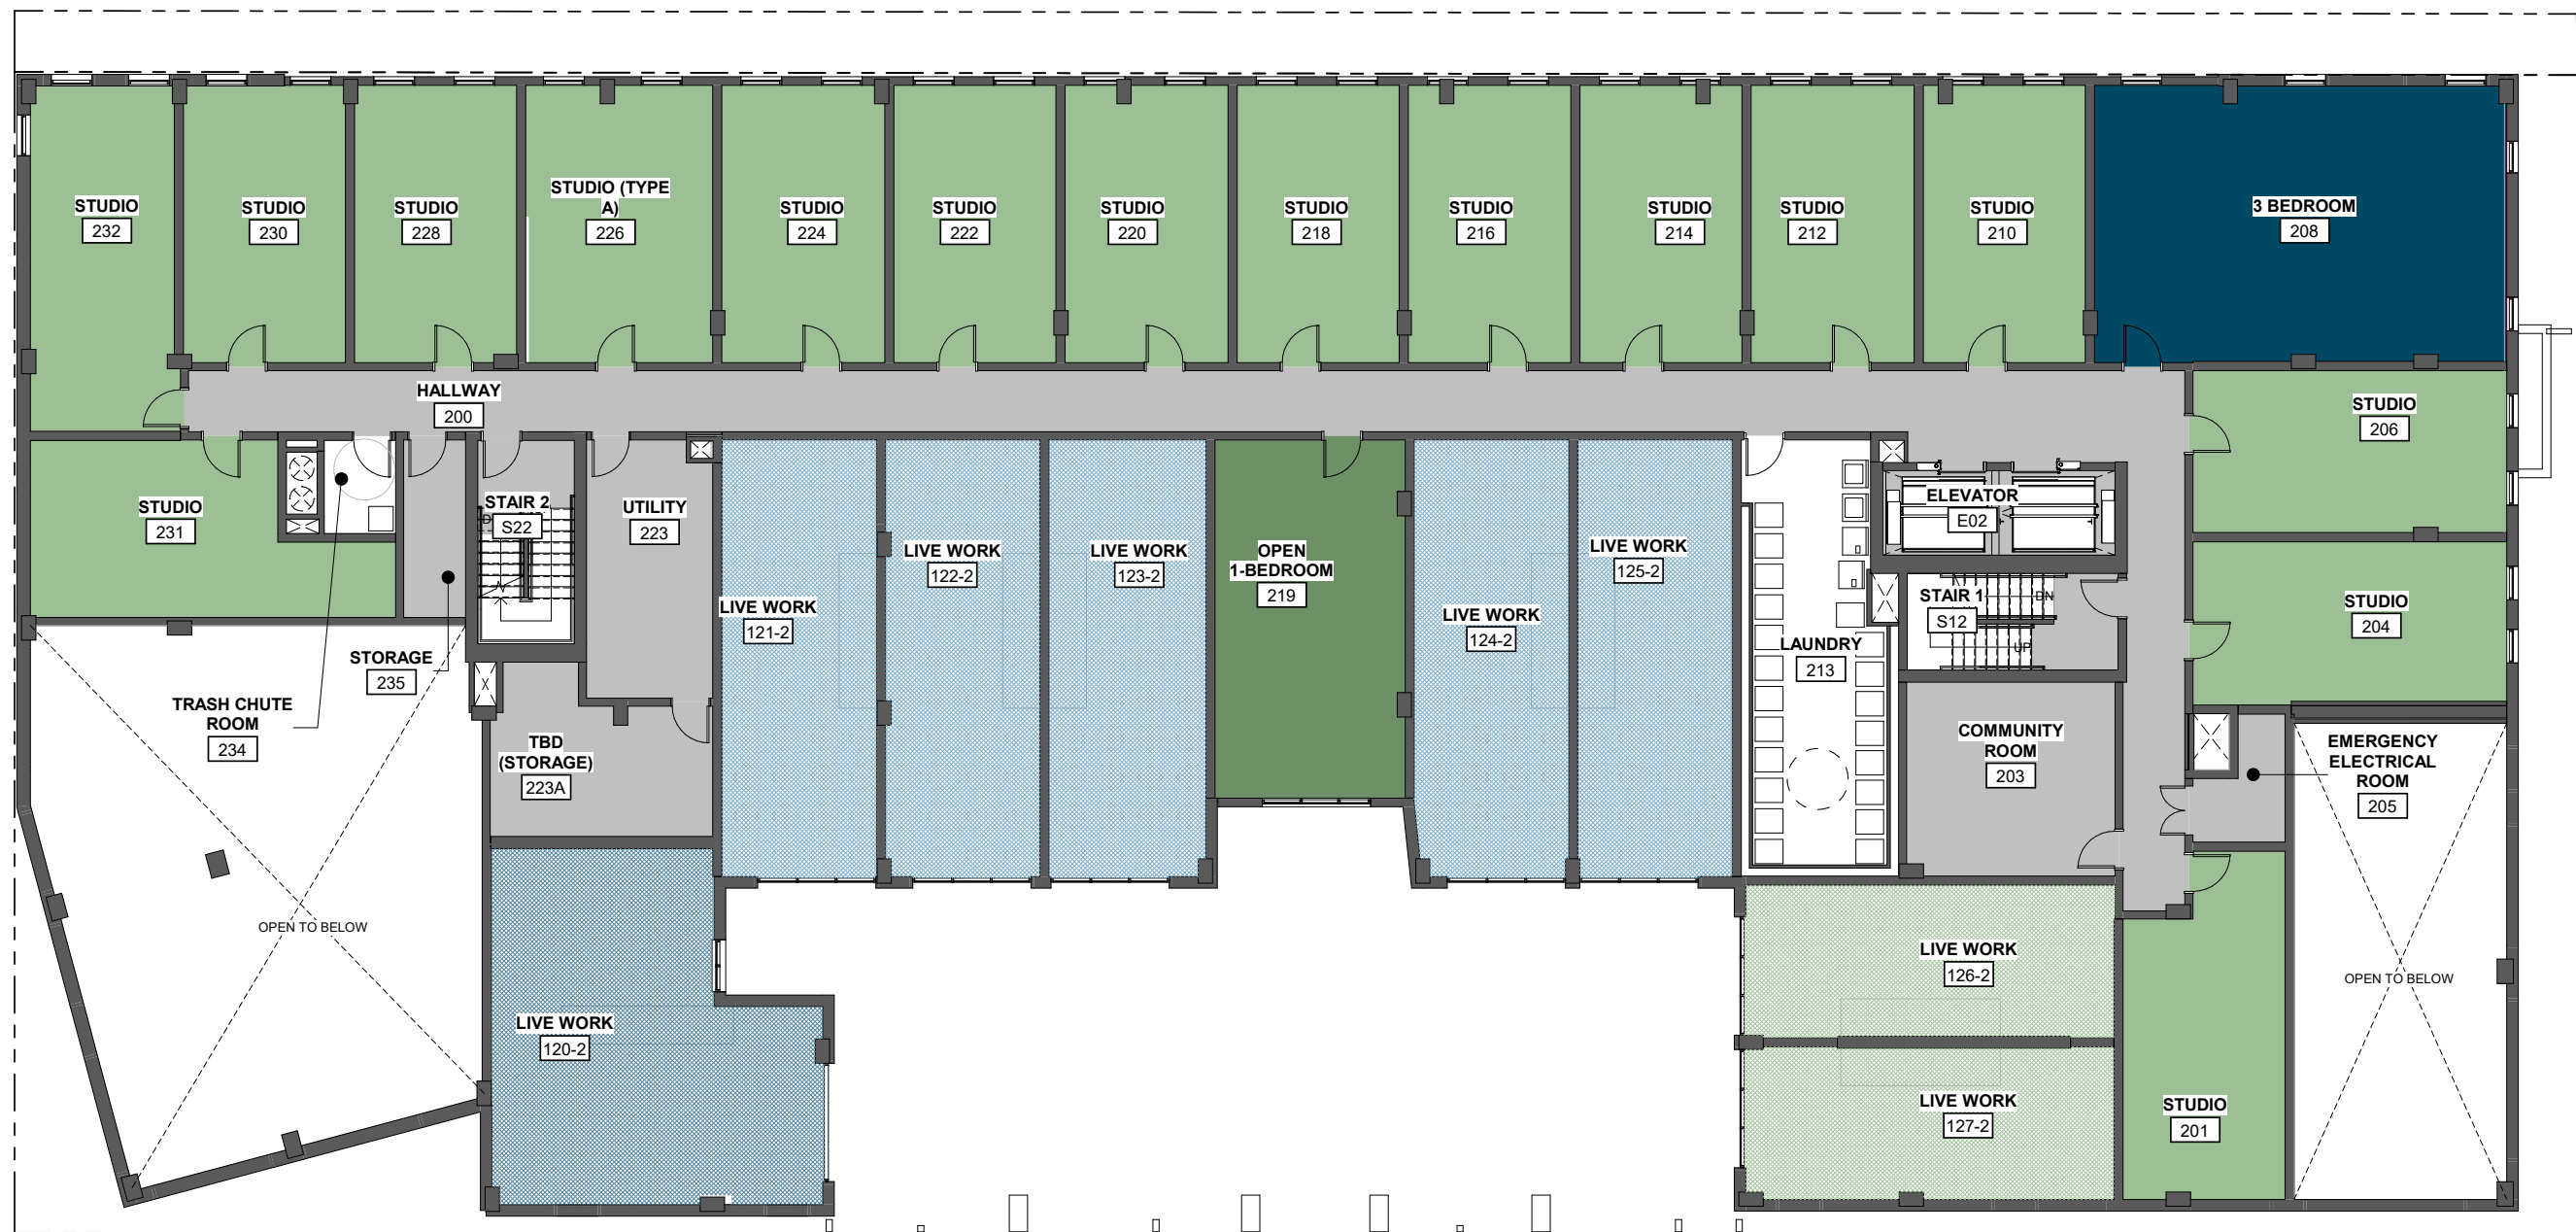 STUDIO
232
STUDIO
230
STUDIO
228
STUDIO (TYPE
A)
226
STUDIO
224
STUDIO
222
STUDIO
220
STUDIO
218
STUDIO
216
STUDIO
214
STUDIO
212
STUDIO
210
3 BEDROOM
208
HALLWAY
200
STUDIO
206
STUDIO
231
STAIR 2
S22
UTILITY
223
LIVE WORK
121-2
LIVE WORK
122-2
LIVE WORK
123-2
OPEN
1-BEDROOM
219
LIVE WORK
124-2
LIVE WORK
125-2
ELEVATOR
E02
STAIR 1
S12
DN
UP
LAUNDRY
213
STUDIO
204
STORAGE
235
TRASH CHUTE
ROOM
234
TBD
(STORAGE)
223A
COMMUNITY
ROOM
203
EMERGENCY
ELECTRICAL
ROOM
205
OPEN TO BELOW
LIVE WORK
120-2
LIVE WORK
126-2
OPEN TO BELOW
LIVE WORK
127-2
STUDIO
201